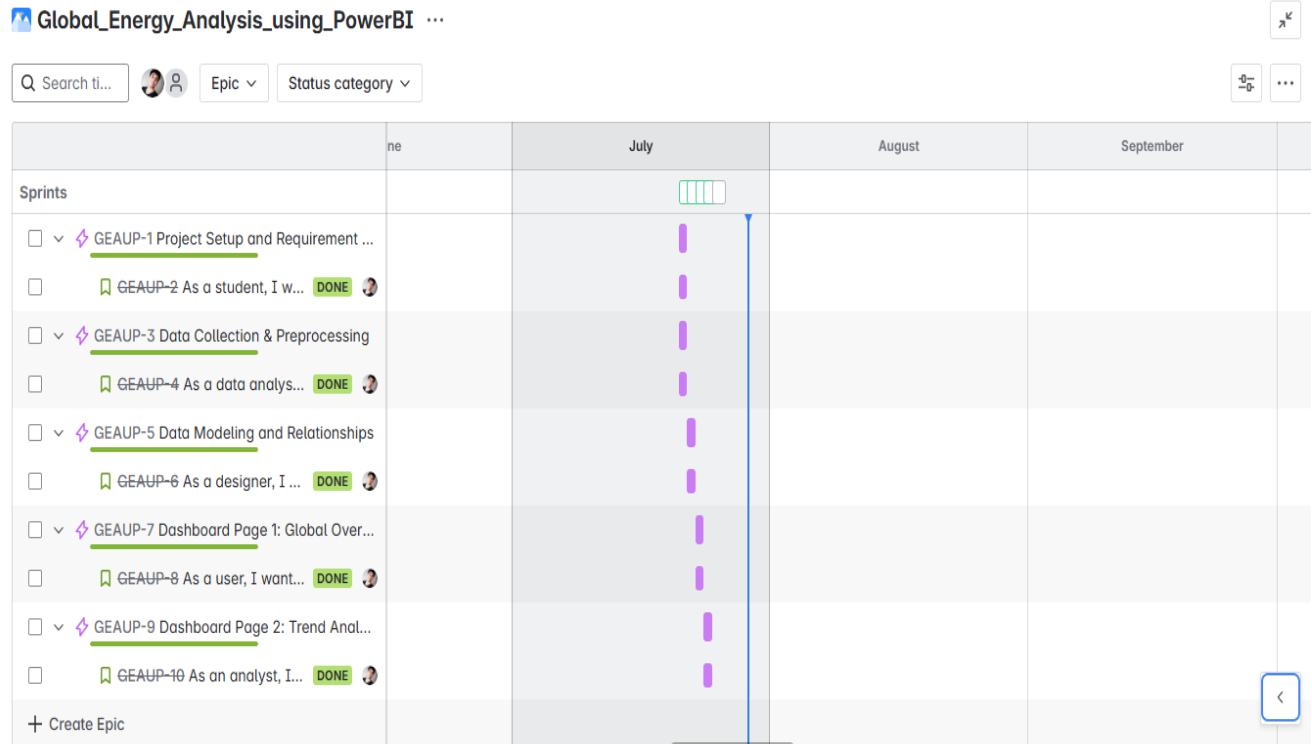 Global_Energy_Analysis_using_PowerBI ...
Search ti...
Epic
Status category
ne
July
August
September
Sprints
GEAUP-1 Project Setup and Requirement ...
GEAUP-2 As a student, I w... DONE
GEAUP-3 Data Collection & Preprocessing
GEAUP-4 As a data analys... DONE
GEAUP-5 Data Modeling and Relationships
GEAUP-6 As a designer, I ... DONE
GEAUP-7 Dashboard Page 1: Global Over...
GEAUP-8 As a user, I want... DONE
GEAUP-9 Dashboard Page 2: Trend Anal...
GEAUP-10 As an analyst, I... DONE
+ Create Epic